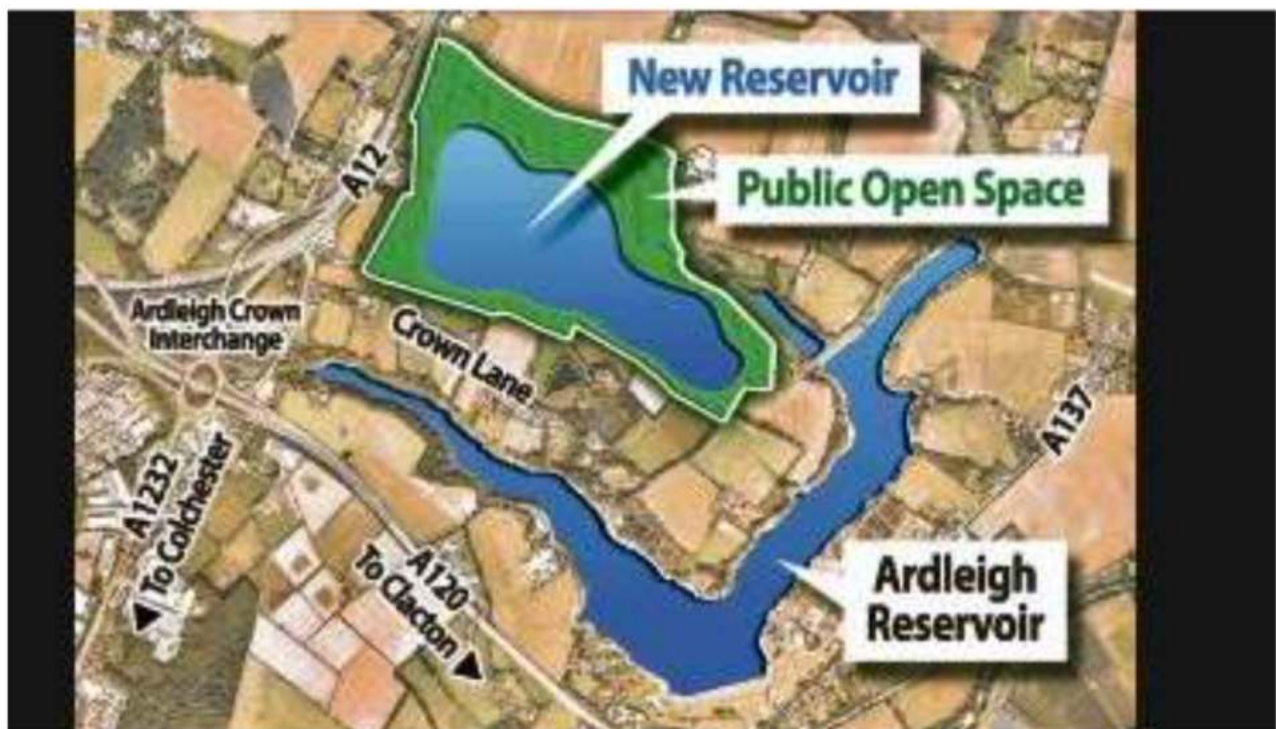 New Reservoir
A12
Public Open Space
Ardleigh Crown
Interchange
Crown Lane
A137
A1232
To Colchester
A120
To Clacton
Ardleigh
Reservoir